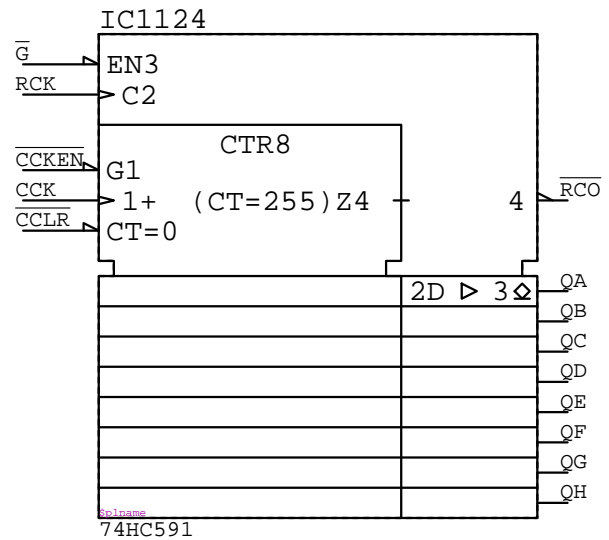 IC1124
G
EN3
RCK
C2
CTR8
CCKEN
G1
CCK
1+ (CT=255)Z4
4
RCO
CCLR
CT=0
2D 3
QA
QB
QC
QD
QE
QF
QG
QH
$plname
74HC591